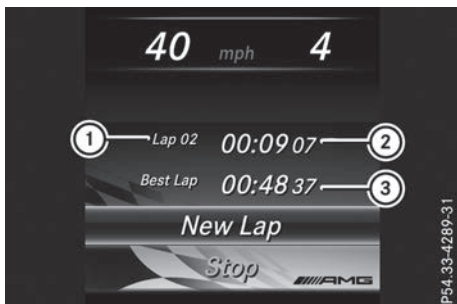 40 mph 4
1 Lap 02 00:09 07 2
Best Lap 00:48 37 3
New Lap
Stop
AMG
P54.33-4289-31